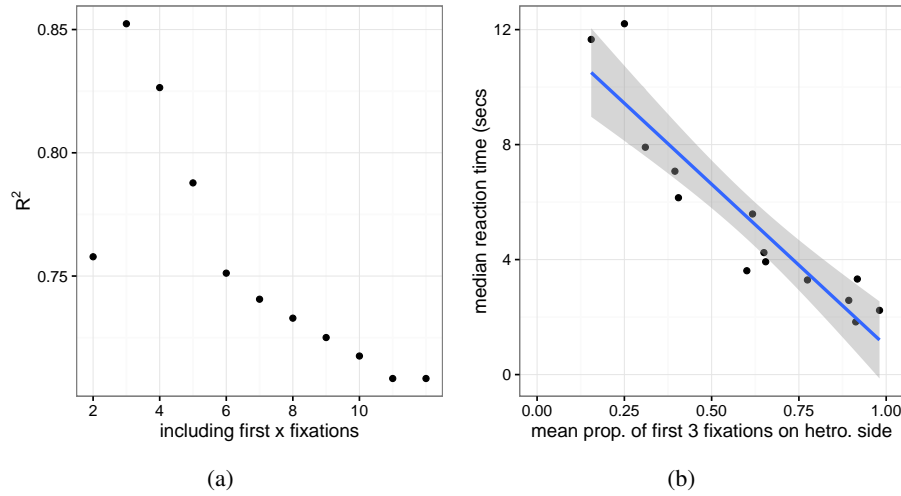 0.85
0.80
0.75
R²
2 4 6 8 10
including first x fixations
(a)
12
8
4
0
median reaction time (secs
0.00 0.25 0.50 0.75 1.00
mean prop. of first 3 fixations on hetro. side
(b)